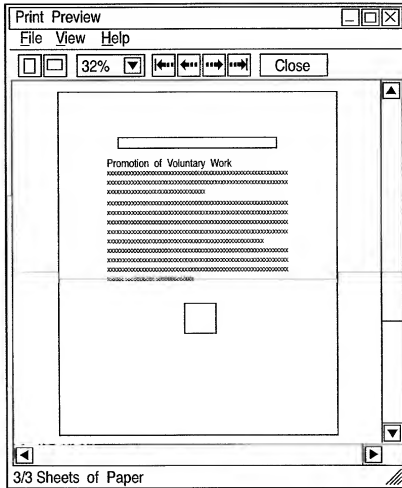 Print Preview
File View Help
32% Close
Promotion of Voluntary Work
3/3 Sheets of Paper